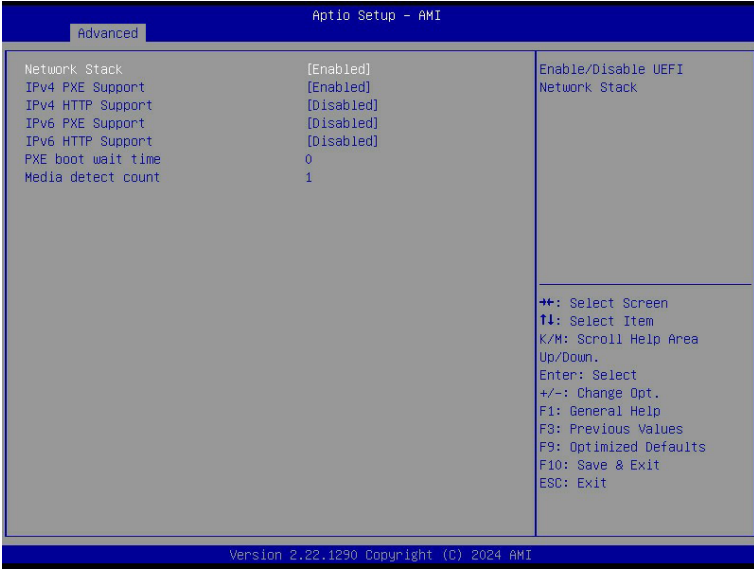 Aptio Setup – AMI
Advanced
Network Stack [Enabled]
IPv4 PXE Support [Enabled]
IPv4 HTTP Support [Disabled]
IPv6 PXE Support [Disabled]
IPv6 HTTP Support [Disabled]
PXE boot wait time 0
Media detect count 1
Enable/Disable UEFI
Network Stack
→←: Select Screen
↑↓: Select Item
K/M: Scroll Help Area
Up/Down.
Enter: Select
+/-: Change Opt.
F1: General Help
F3: Previous Values
F9: Optimized Defaults
F10: Save & Exit
ESC: Exit
Version 2.22.1290 Copyright (C) 2024 AMI